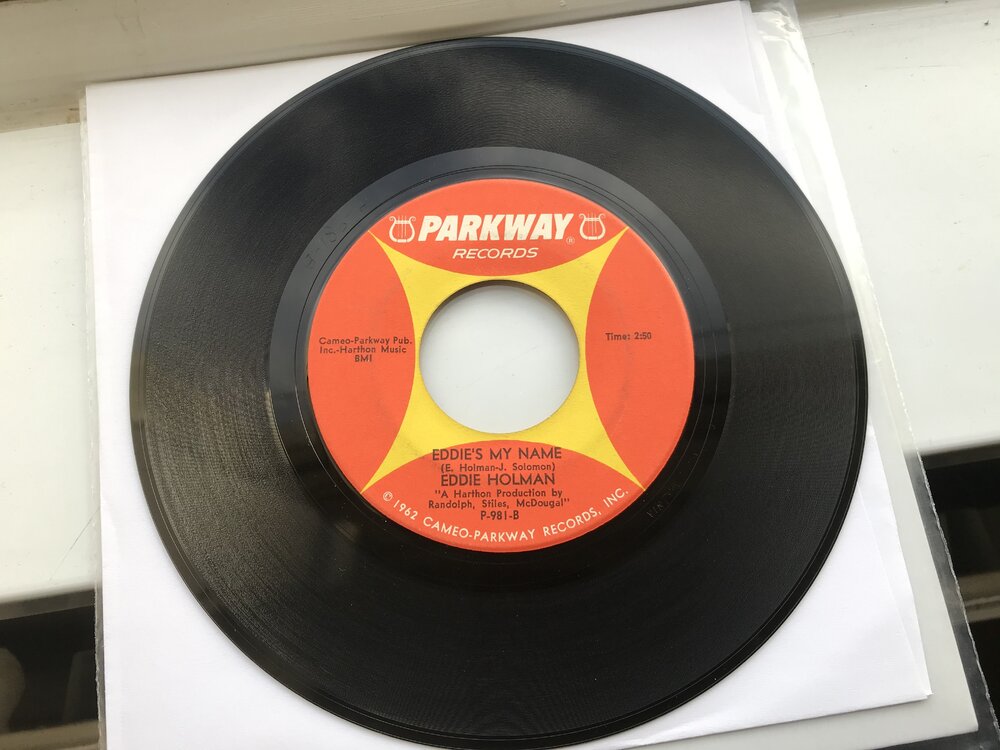 PARKWAY ®
RECORDS
Cameo-Parkway Pub.
Inc.-Harthon Music
BMI
Time: 2:50
EDDIE'S MY NAME
(E. Holman-J. Solomon)
EDDIE HOLMAN
"A Harthon Production by
Randolph, Stiles, McDougal"
P-981-B
© 1962 CAMEO-PARKWAY RECORDS, INC.